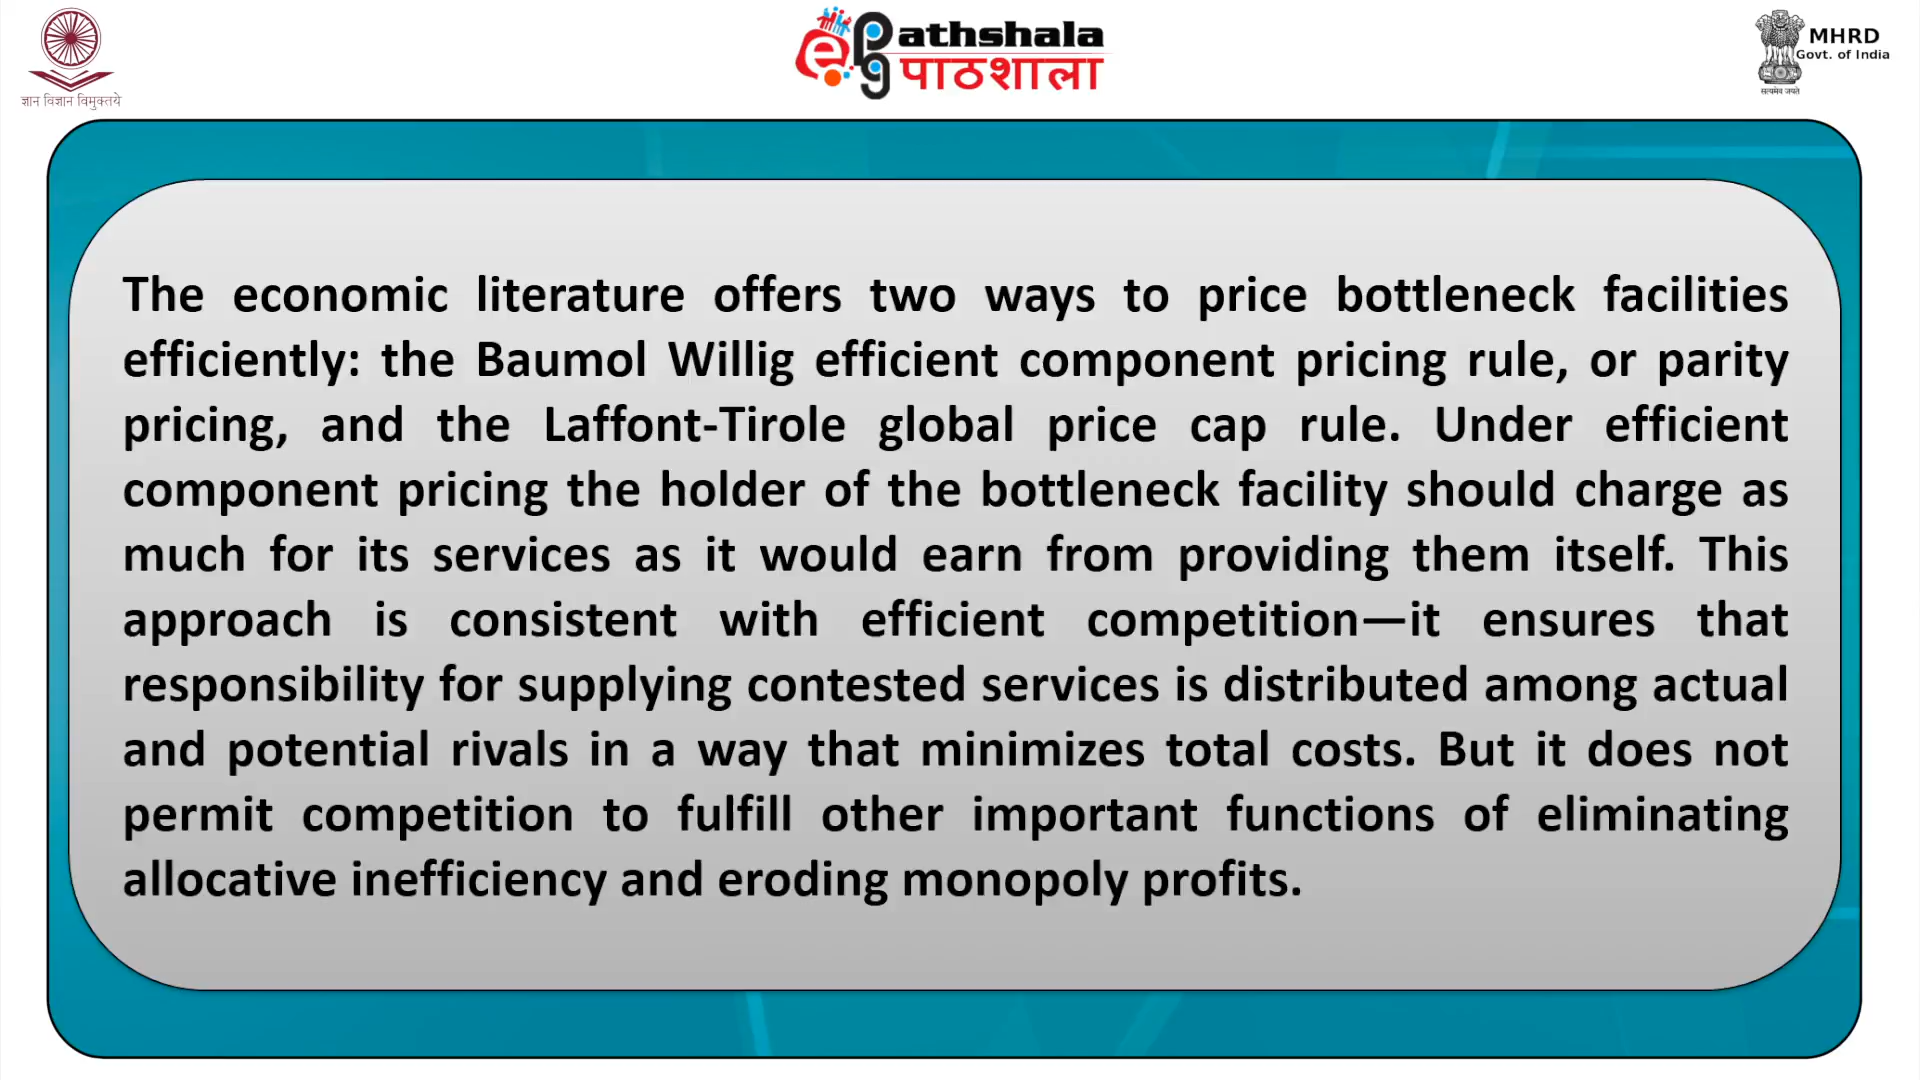 ज्ञान विज्ञान विमुक्तये
ePg Pathshala
पाठशाला
MHRD
Govt. of India
सत्यमेव जयते
The economic literature offers two ways to price bottleneck facilities
efficiently: the Baumol Willig efficient component pricing rule, or parity
pricing, and the Laffont-Tirole global price cap rule. Under efficient
component pricing the holder of the bottleneck facility should charge as
much for its services as it would earn from providing them itself. This
approach is consistent with efficient competition—it ensures that
responsibility for supplying contested services is distributed among actual
and potential rivals in a way that minimizes total costs. But it does not
permit competition to fulfill other important functions of eliminating
allocative inefficiency and eroding monopoly profits.